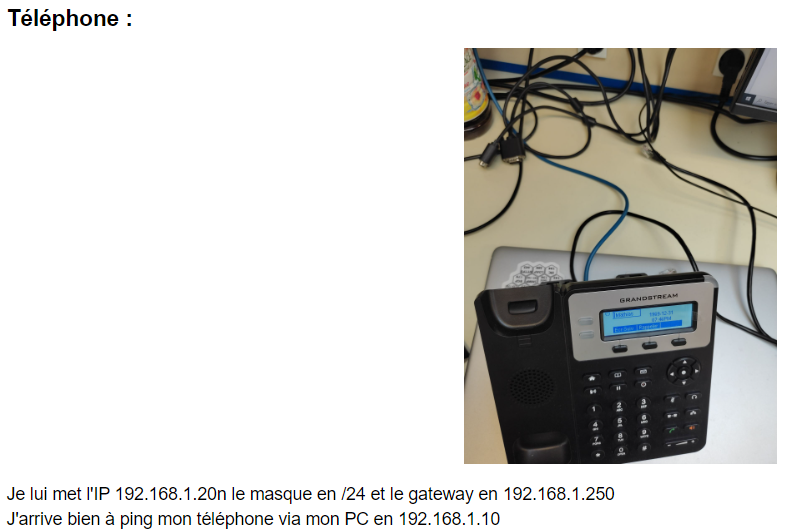 Téléphone :
GRANDSTREAM
Je lui met l'IP 192.168.1.20n le masque en /24 et le gateway en 192.168.1.250
J'arrive bien à ping mon téléphone via mon PC en 192.168.1.10